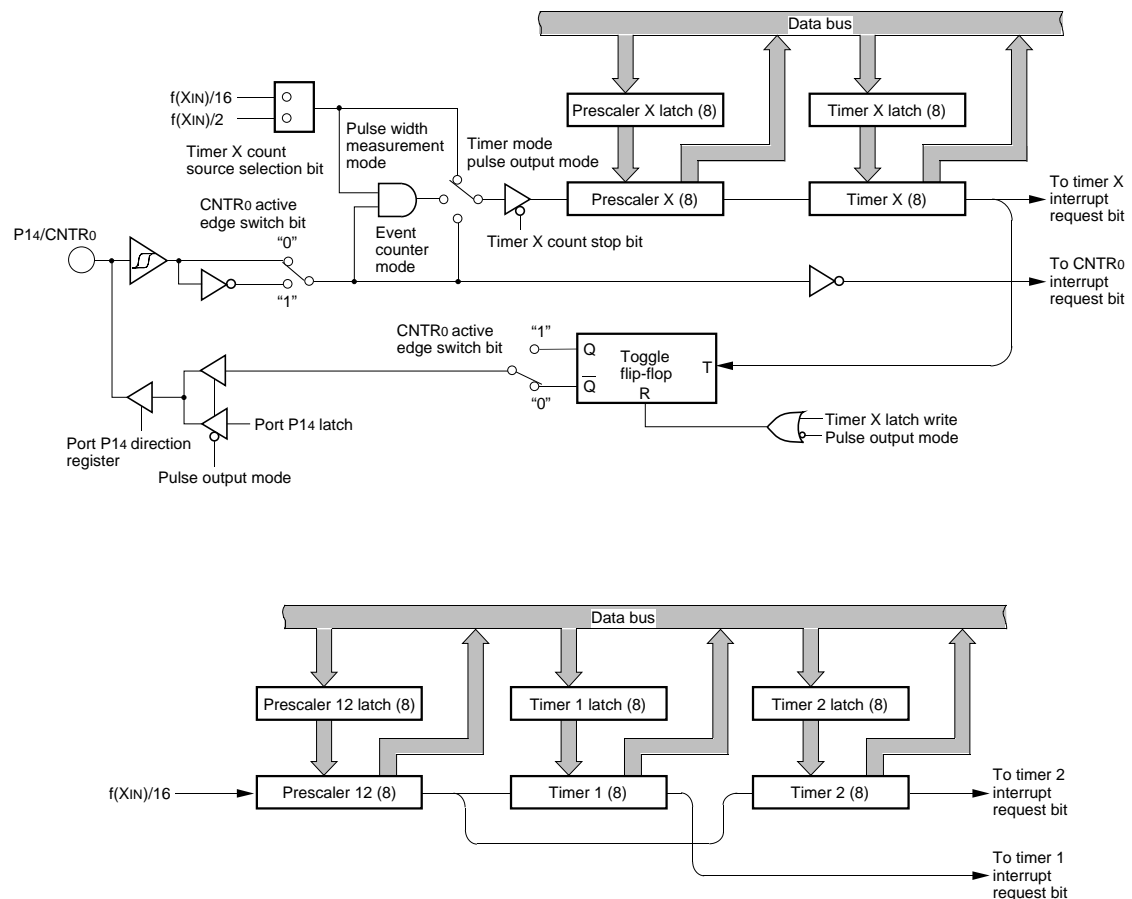 Data bus
f(XIN)/16
f(XIN)/2
Prescaler X latch (8)
Timer X latch (8)
Pulse width
measurement
mode
Timer mode
pulse output mode
Timer X count
source selection bit
Prescaler X (8)
Timer X (8)
To timer X
interrupt
request bit
CNTR0 active
edge switch bit
P14/CNTR0
“0”
Event
counter
mode
Timer X count stop bit
“1”
To CNTR0
interrupt
request bit
CNTR0 active
edge switch bit
“1”
Q
Toggle
flip-flop
T
Q
R
“0”
Port P14 latch
Timer X latch write
Pulse output mode
Port P14 direction
register
Pulse output mode
Data bus
Prescaler 12 latch (8)
Timer 1 latch (8)
Timer 2 latch (8)
f(XIN)/16
Prescaler 12 (8)
Timer 1 (8)
Timer 2 (8)
To timer 2
interrupt
request bit
To timer 1
interrupt
request bit